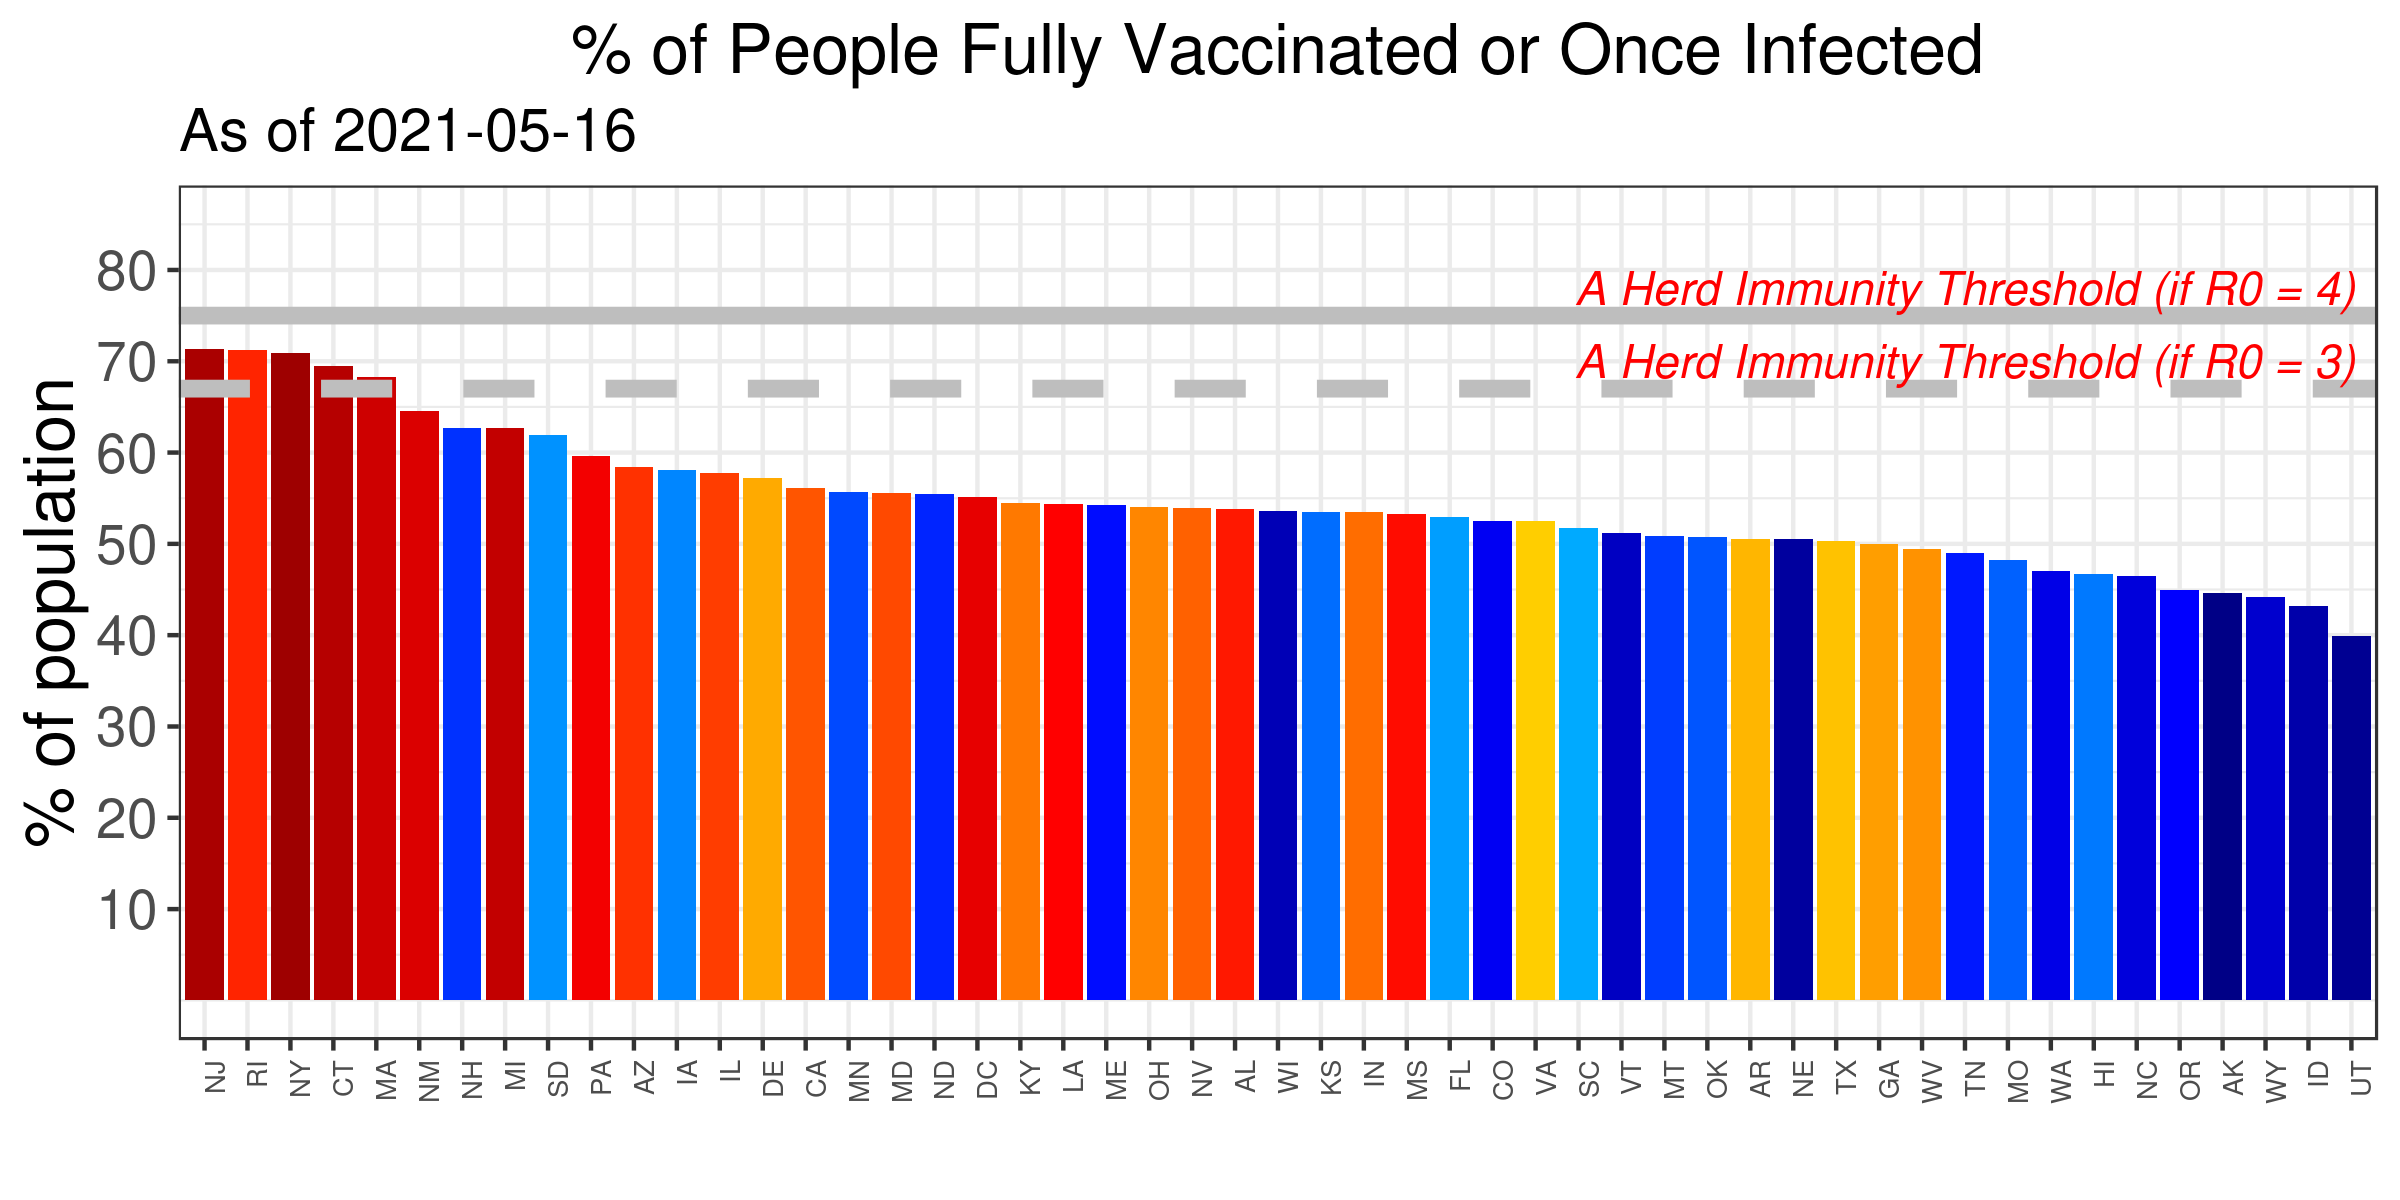 % of People Fully Vaccinated or Once Infected
As of 2021-05-16
% of population
80
70
60
50
40
30
20
10
A Herd Immunity Threshold (if R0 = 4)
A Herd Immunity Threshold (if R0 = 3)
NJ RI NY CT MA NM NH MI SD PA AZ IA IL DE CA MN MD ND DC KY LA ME OH NV AL WI KS IN MS FL CO VA SC VT MT OK AR NE TX GA WV TN MO WA HI NC OR AK WY ID UT